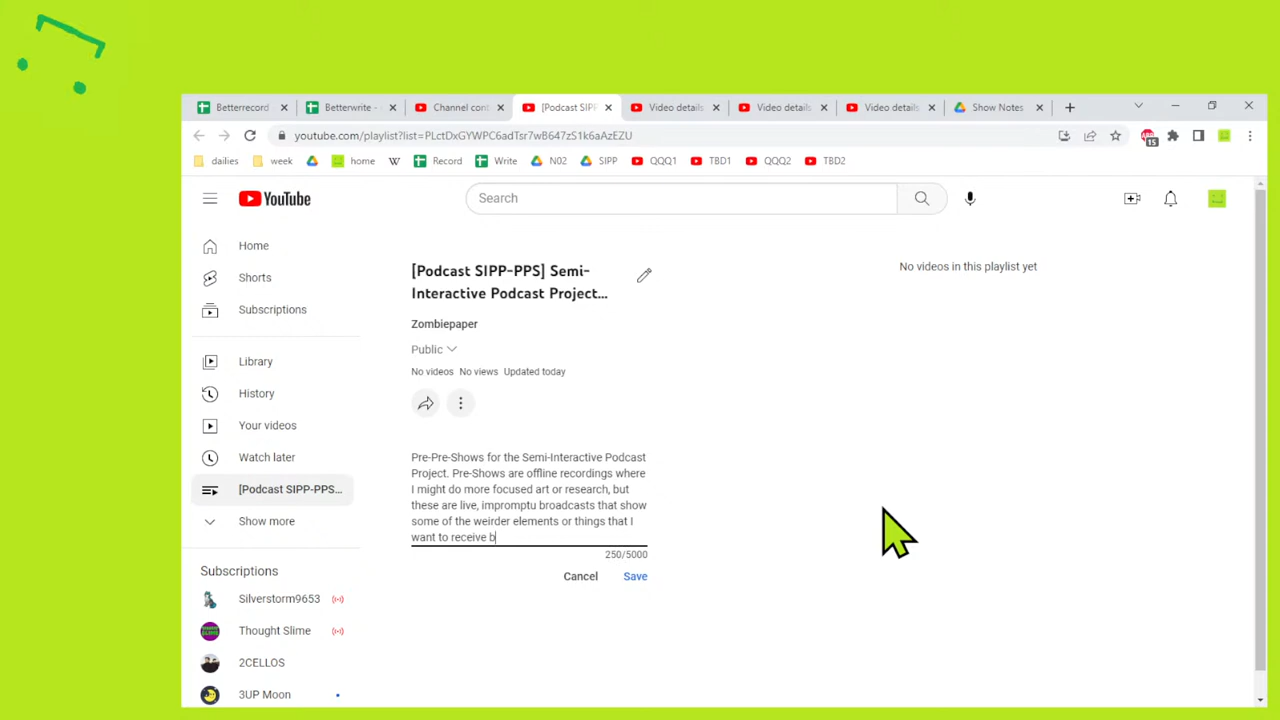 Betterrecord
Betterwrite -
Channel cont
[Podcast SIPP
Video details
Video details
Video details
Show Notes
youtube.com/playlist?list=PLctDxGYWPC6adTsr7wB647zS1k6aAzEZU
15
dailies
week
home
W
Record
Write
N02
SIPP
QQQ1
TBD1
QQQ2
TBD2
YouTube
Search
Home
Shorts
Subscriptions
Library
History
Your videos
Watch later
[Podcast SIPP-PPS...
Show more
Subscriptions
Silverstorm9653
Thought Slime
2CELLOS
3UP Moon
[Podcast SIPP-PPS] Semi-
Interactive Podcast Project...
Zombiepaper
Public
No videos No views Updated today
Pre-Pre-Shows for the Semi-Interactive Podcast
Project. Pre-Shows are offline recordings where
I might do more focused art or research, but
these are live, impromptu broadcasts that show
some of the weirder elements or things that I
want to receive b
250/5000
Cancel
Save
No videos in this playlist yet